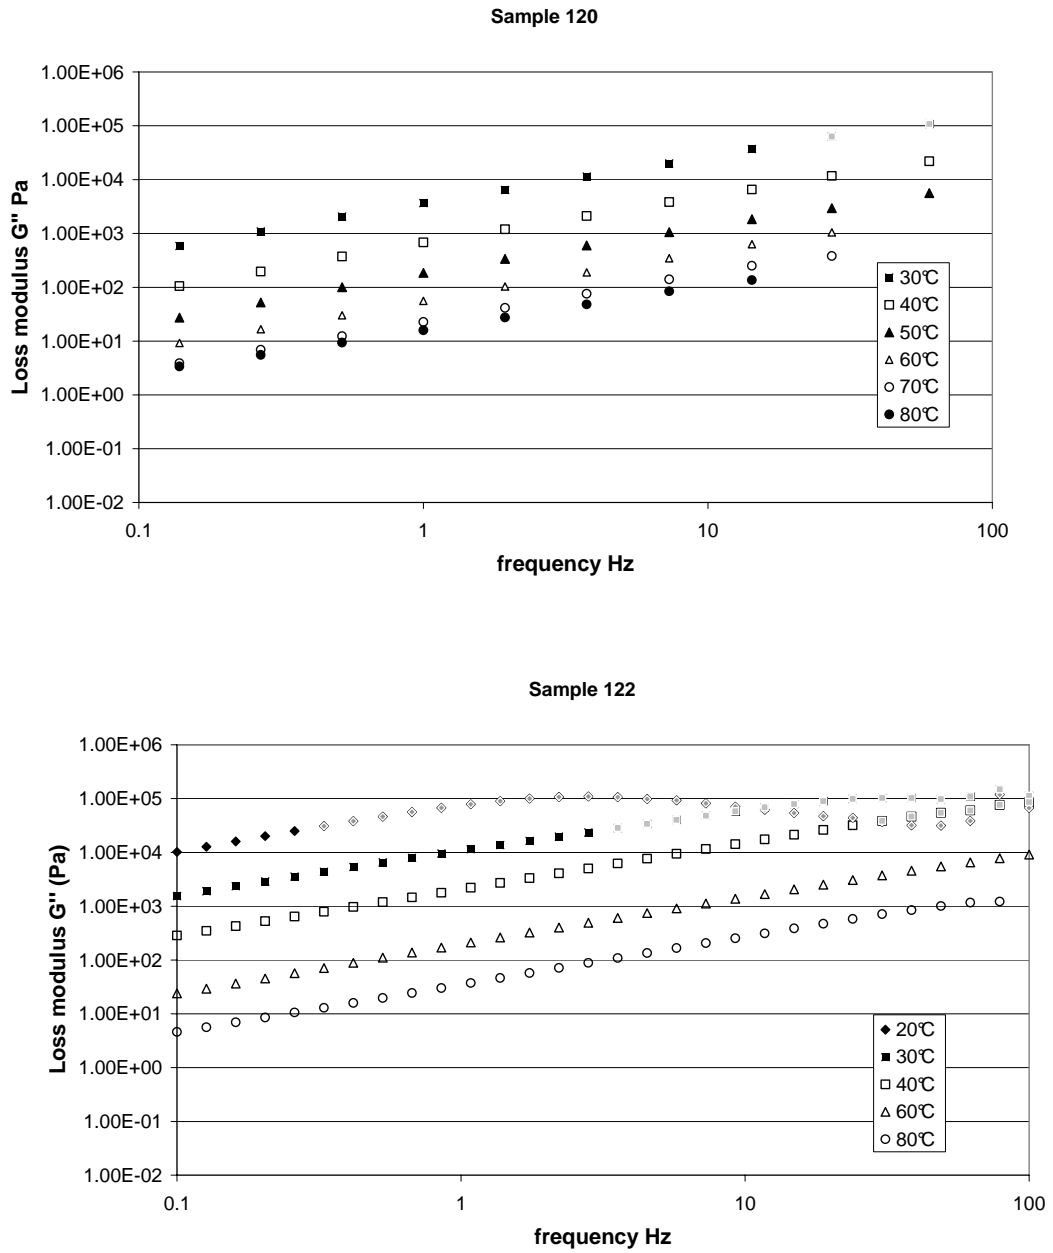 Sample 120
1.00E+06
1.00E+05
1.00E+04
1.00E+03
1.00E+02
1.00E+01
1.00E+00
1.00E-01
1.00E-02
Loss modulus G" Pa
0.1 1 10 100
frequency Hz
30°C
40°C
50°C
60°C
70°C
80°C
Sample 122
1.00E+06
1.00E+05
1.00E+04
1.00E+03
1.00E+02
1.00E+01
1.00E+00
1.00E-01
1.00E-02
Loss modulus G'' (Pa)
0.1 1 10 100
frequency Hz
20°C
30°C
40°C
60°C
80°C